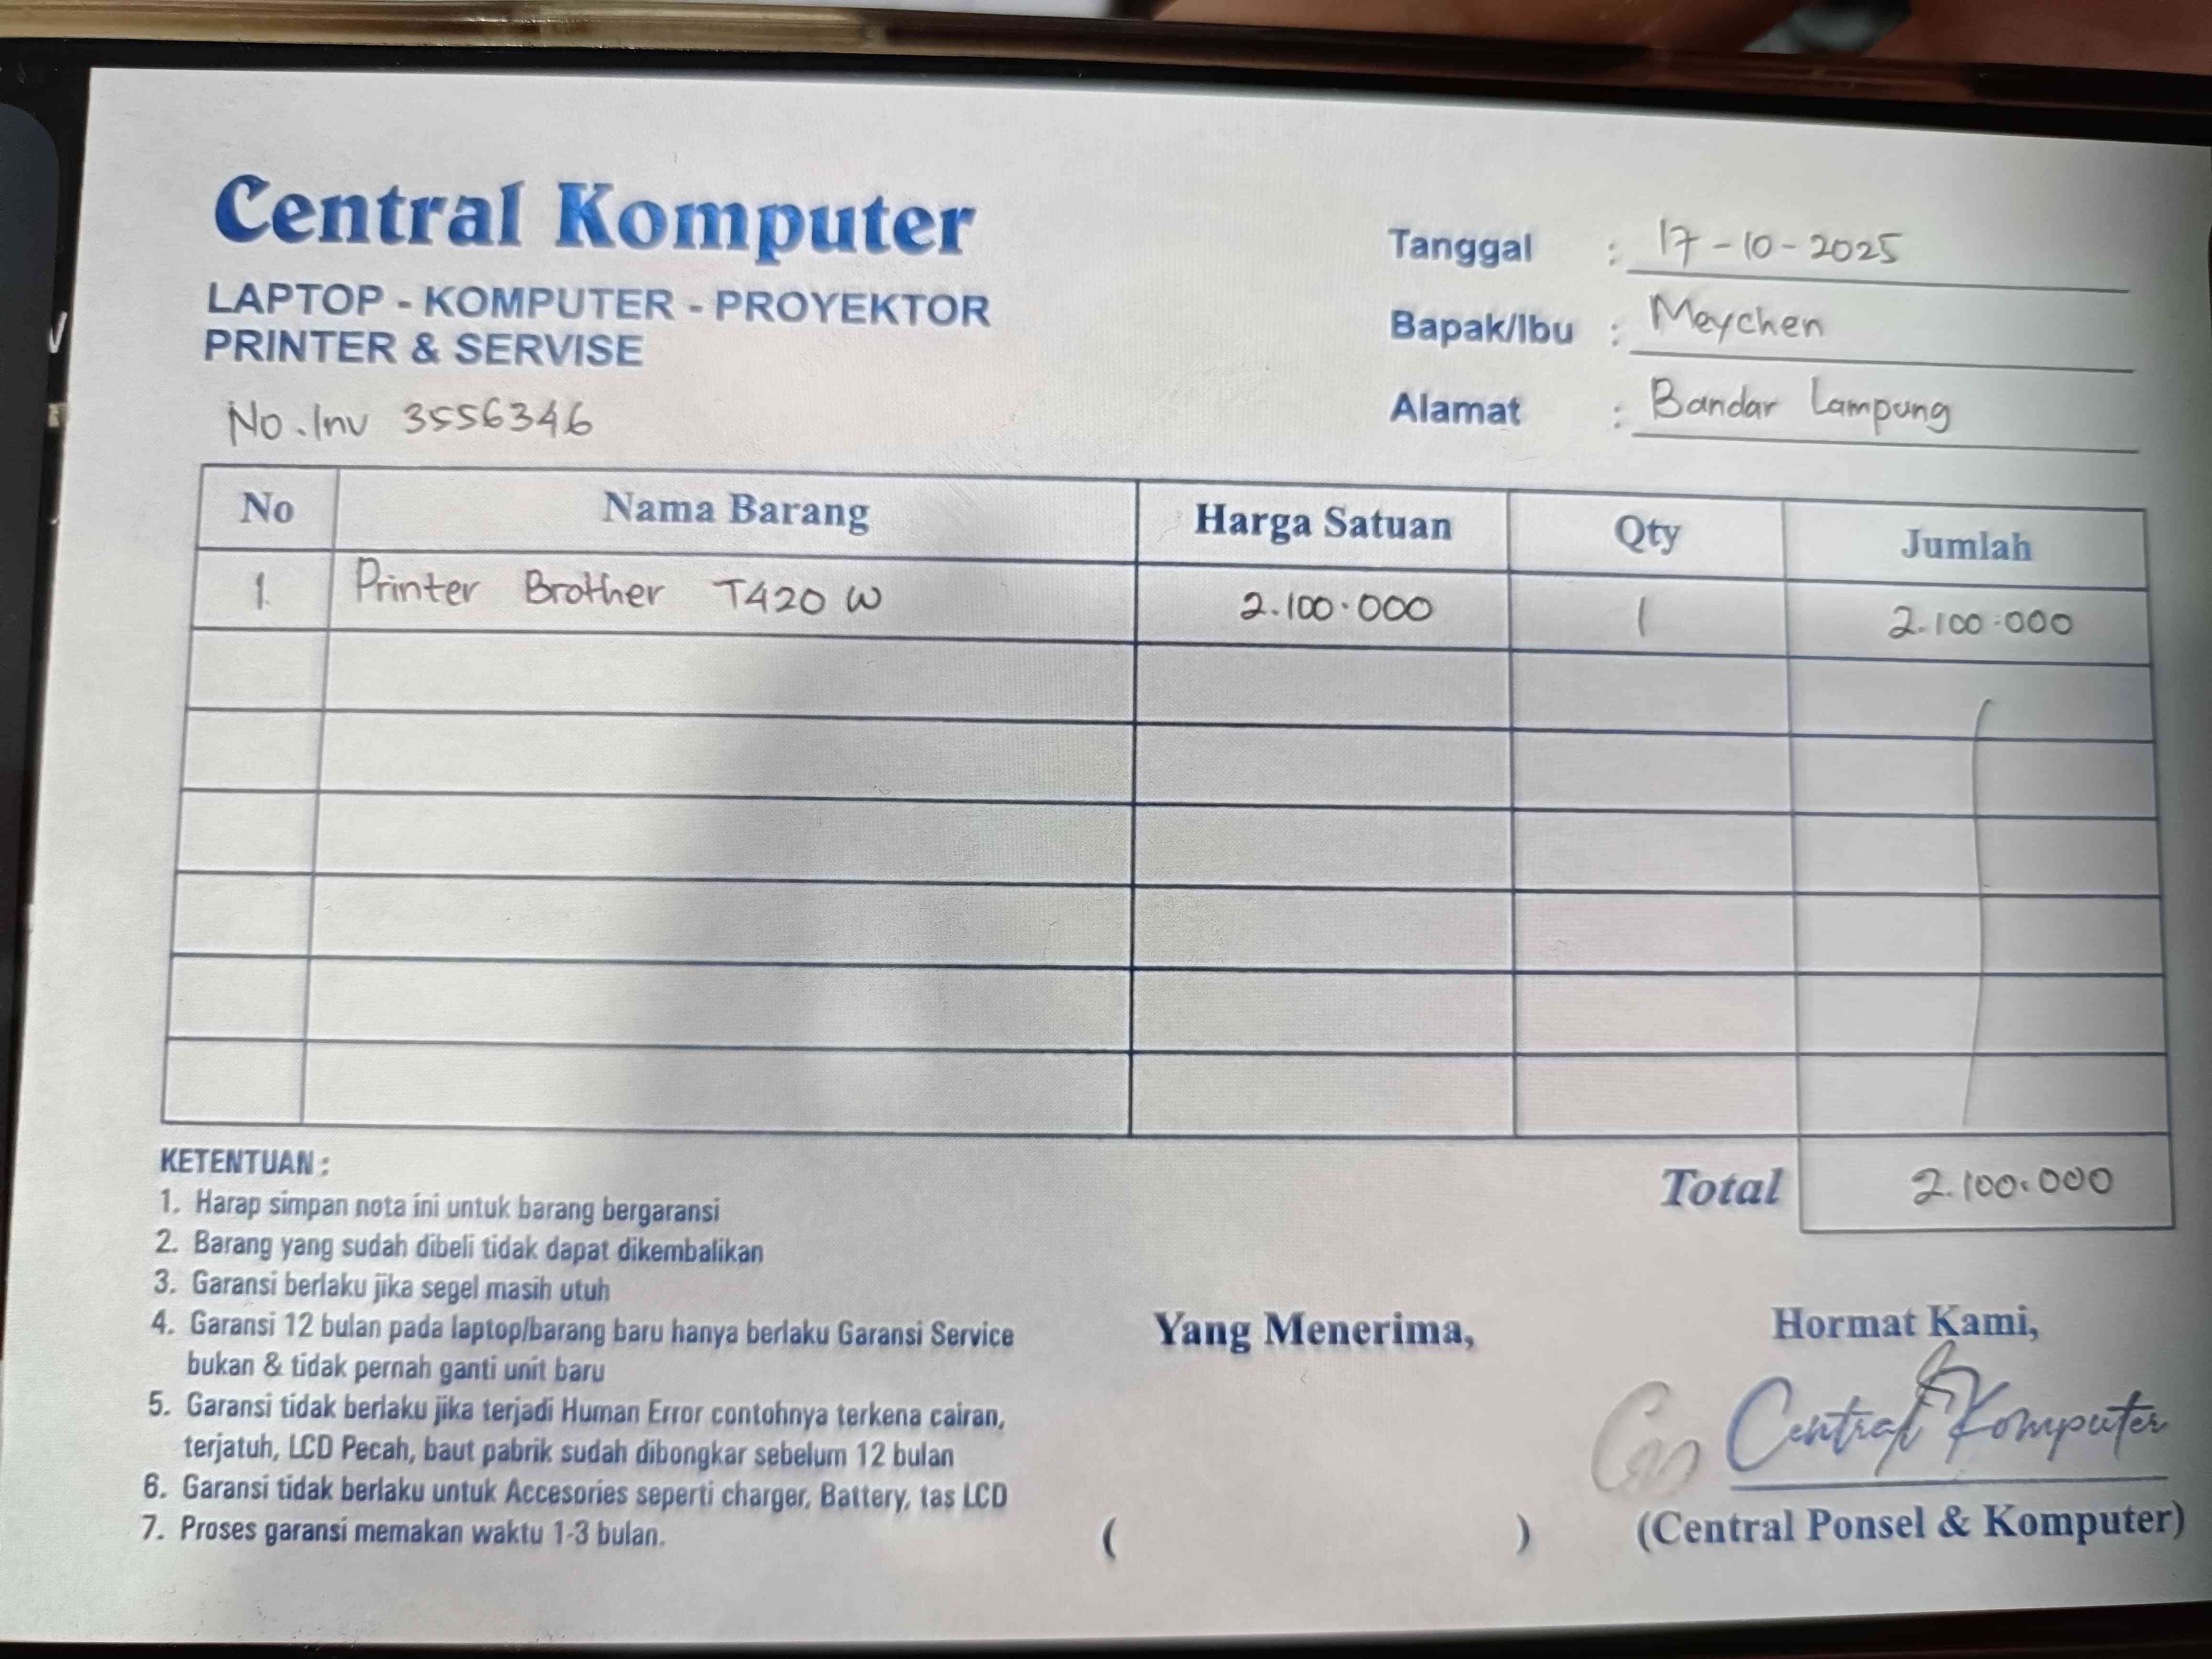 Central Komputer
LAPTOP - KOMPUTER - PROYEKTOR
PRINTER & SERVISE
No. Inv 3556346
Tanggal : 17-10-2025
Bapak/Ibu : Meychen
Alamat : Bandar Lampung
No Nama Barang Harga Satuan Qty Jumlah
1. Printer Brother T420 W 2.100.000 1 2.100.000
Total 2.100.000
KETENTUAN :
1. Harap simpan nota ini untuk barang bergaransi
2. Barang yang sudah dibeli tidak dapat dikembalikan
3. Garansi berlaku jika segel masih utuh
4. Garansi 12 bulan pada laptop/barang baru hanya berlaku Garansi Service
bukan & tidak pernah ganti unit baru
5. Garansi tidak berlaku jika terjadi Human Error contohnya terkena cairan,
terjatuh, LCD Pecah, baut pabrik sudah dibongkar sebelum 12 bulan
6. Garansi tidak berlaku untuk Accesories seperti charger, Battery, tas LCD
7. Proses garansi memakan waktu 1-3 bulan.
Yang Menerima,
( )
Hormat Kami,
Central Komputer
(Central Ponsel & Komputer)